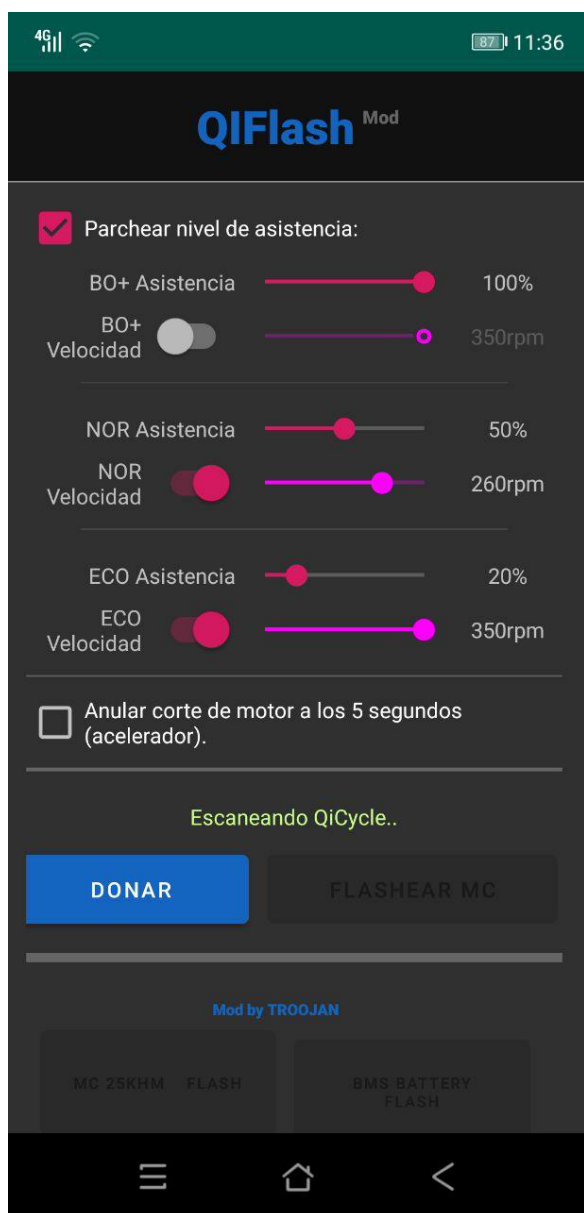 4G 87 11:36
QIFlash Mod
Parchear nivel de asistencia:
BO+ Asistencia 100%
BO+
Velocidad 350rpm
NOR Asistencia 50%
NOR
Velocidad 260rpm
ECO Asistencia 20%
ECO
Velocidad 350rpm
Anular corte de motor a los 5 segundos
(acelerador).
Escaneando QiCycle..
DONAR FLASHEAR MC
Mod by TROOJAN
MC 25KHM FLASH BMS BATTERY
FLASH